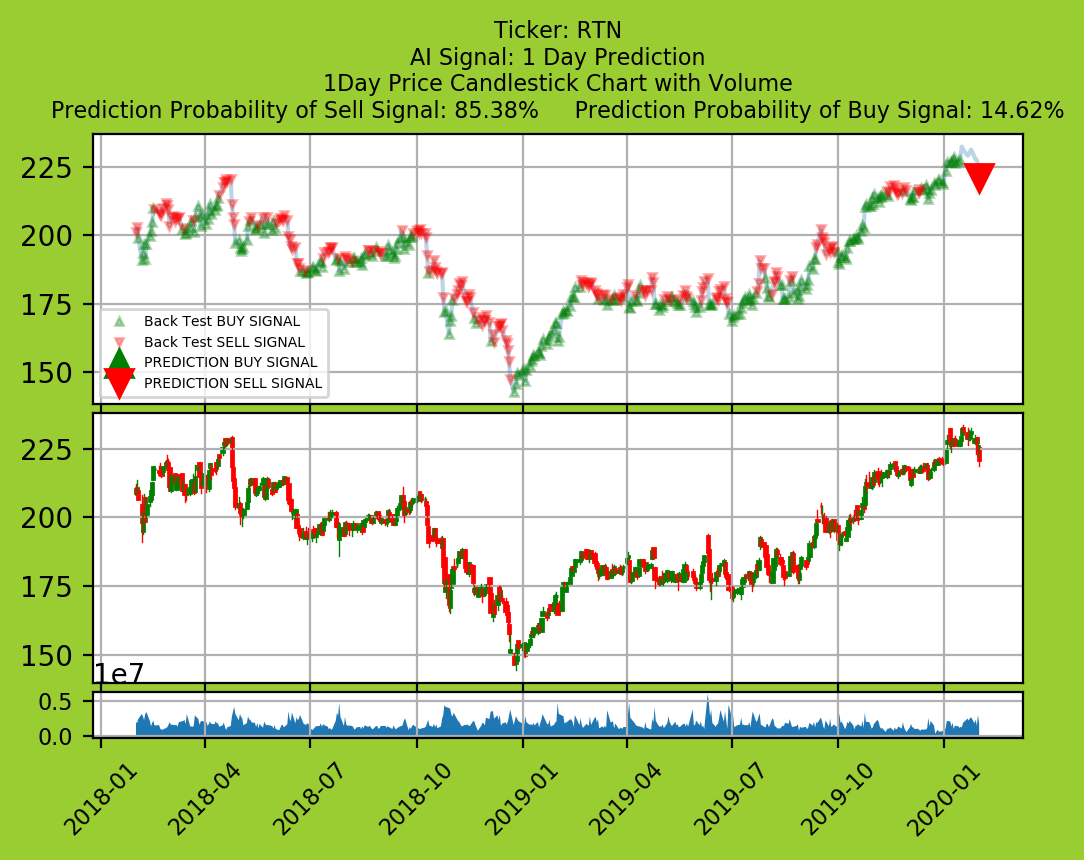 Ticker: RTN
AI Signal: 1 Day Prediction
1Day Price Candlestick Chart with Volume
Prediction Probability of Sell Signal: 85.38%     Prediction Probability of Buy Signal: 14.62%
225
200
175
150
Back Test BUY SIGNAL
Back Test SELL SIGNAL
PREDICTION BUY SIGNAL
PREDICTION SELL SIGNAL
225
200
175
150
1e7
0.5
0.0
2018-01
2018-04
2018-07
2018-10
2019-01
2019-04
2019-07
2019-10
2020-01